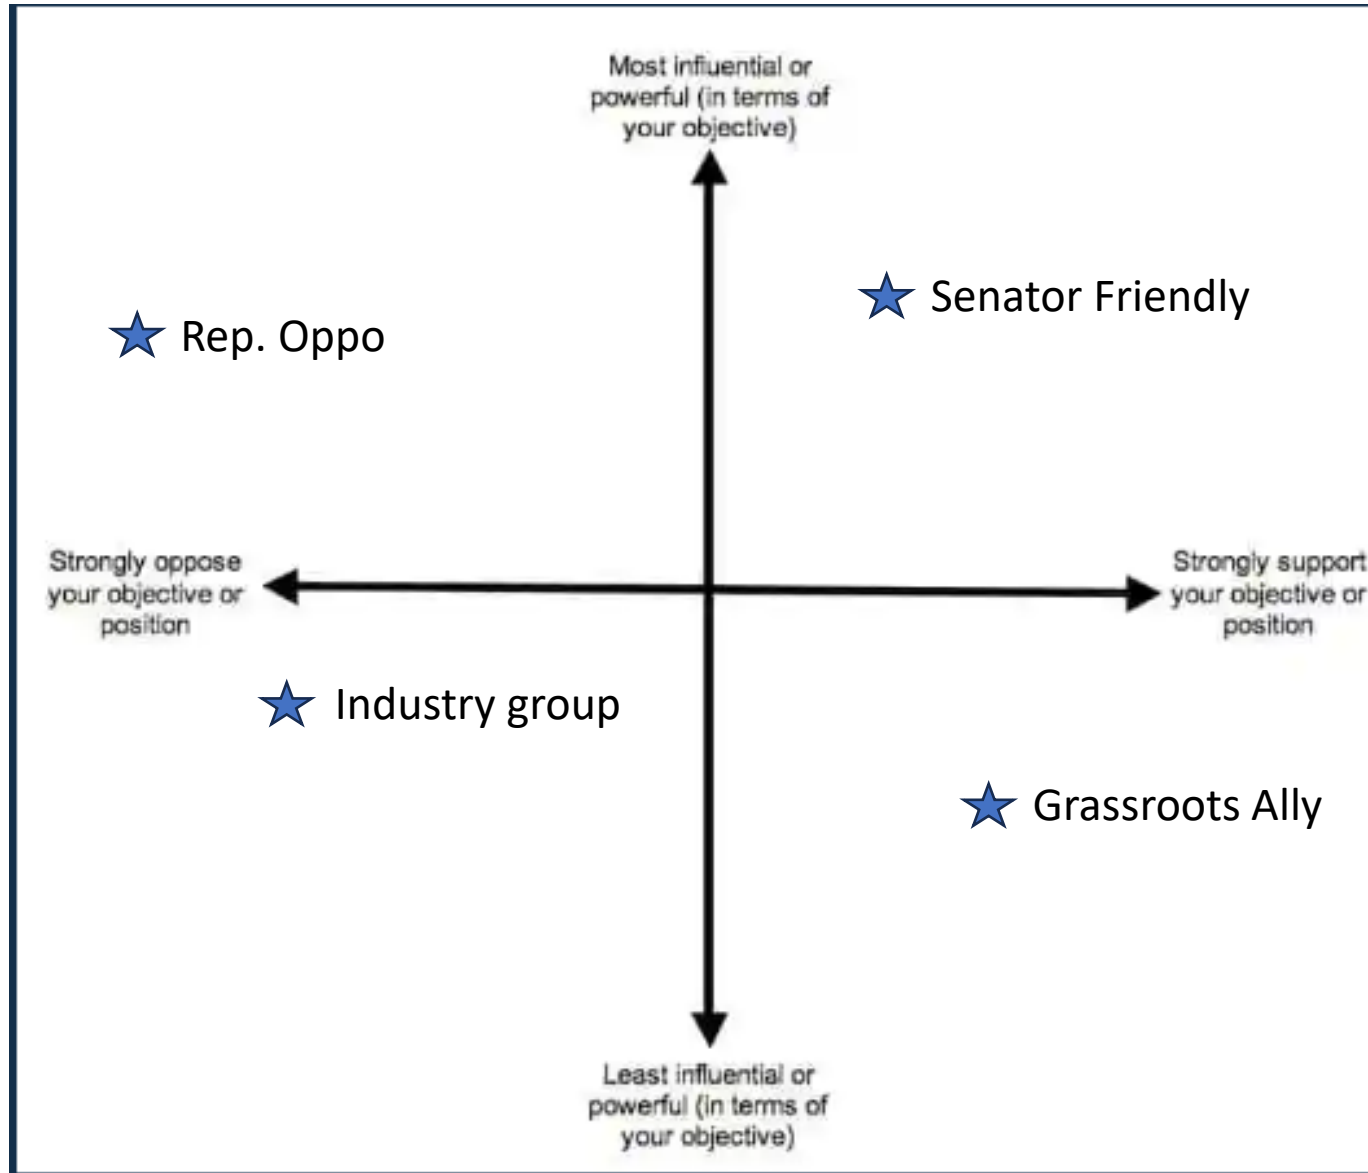 Most influential or
powerful (in terms of
your objective)
Senator Friendly
Rep. Oppo
Strongly oppose
your objective or
position
Strongly support
your objective or
position
Industry group
Grassroots Ally
Least influential or
powerful (in terms of
your objective)